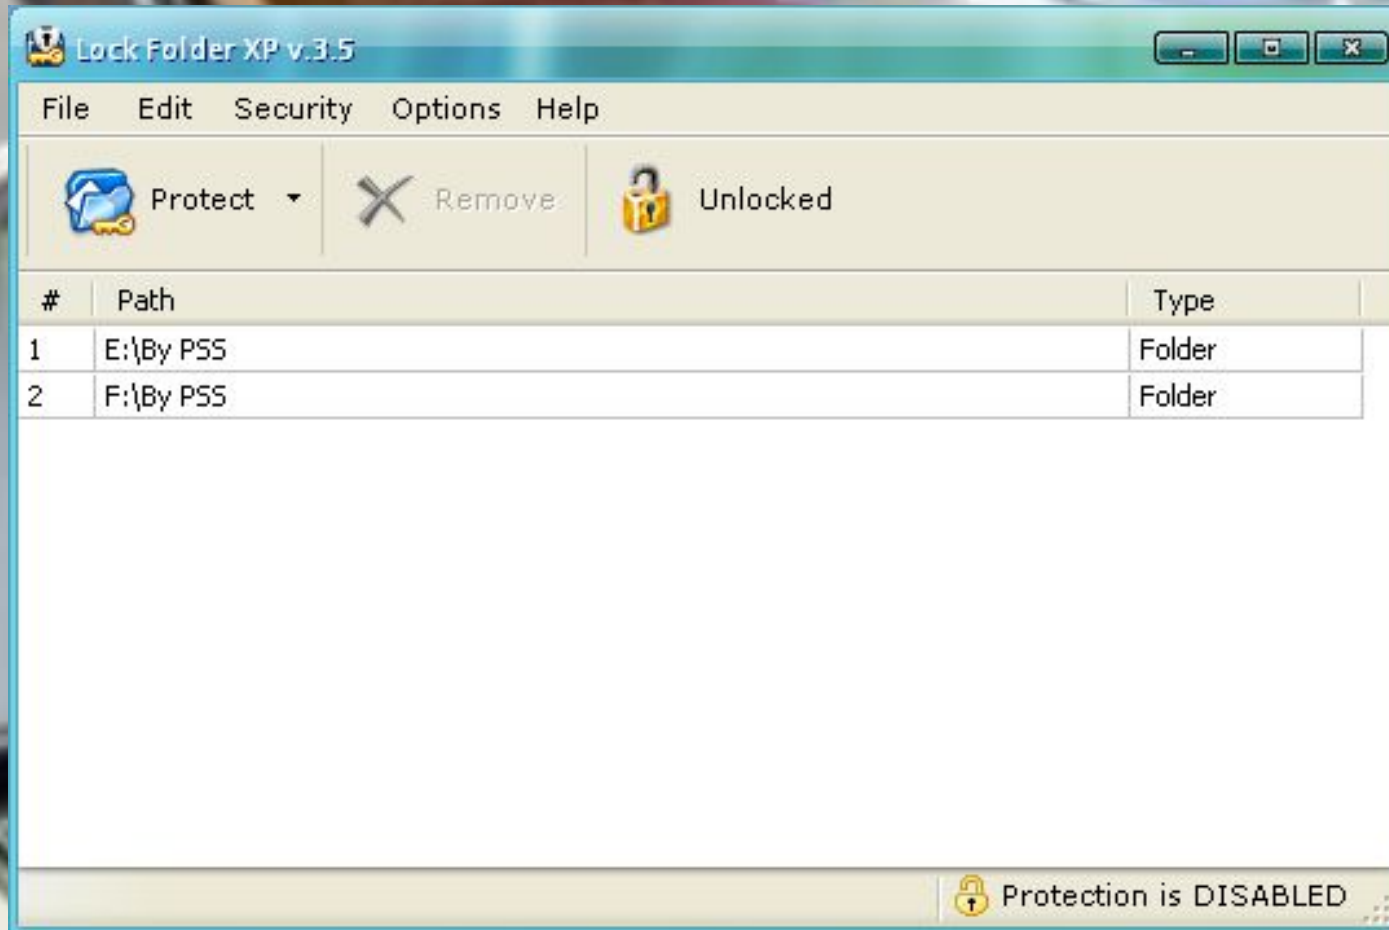 Lock Folder XP v.3.5
File Edit Security Options Help
Protect Remove Unlocked
# Path Type
1 E:\By PSS Folder
2 F:\By PSS Folder
Protection is DISABLED